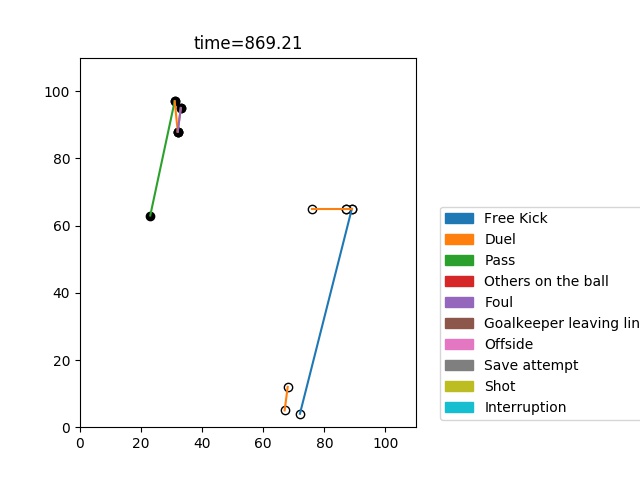 time=869.21
100
80
60
40
20
0
0 20 40 60 80 100
Free Kick
Duel
Pass
Others on the ball
Foul
Goalkeeper leaving lin
Offside
Save attempt
Shot
Interruption